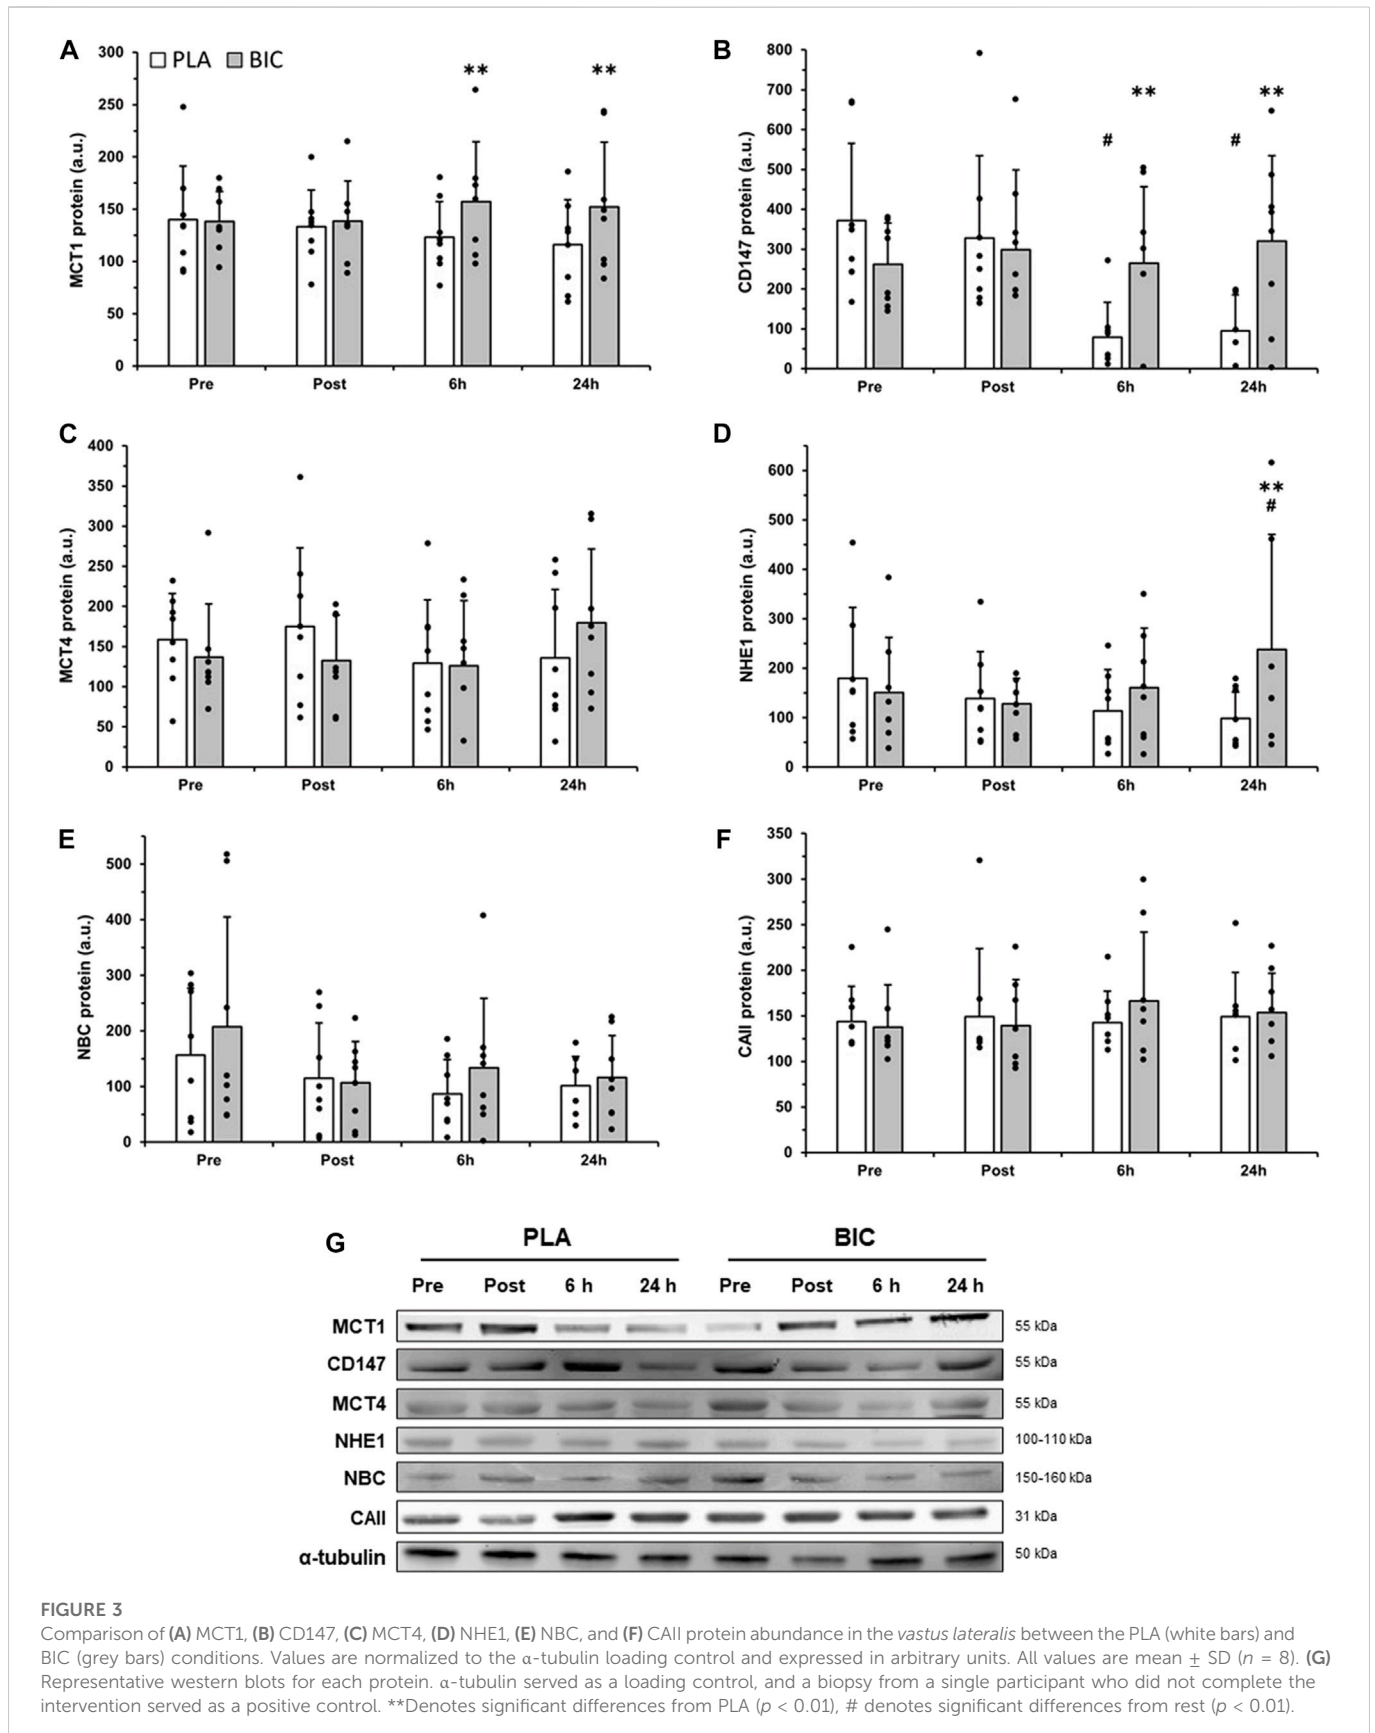 A
PLA BIC
MCT1 protein (a.u.)
300
250
200
150
100
50
0
** **
Pre Post 6h 24h
B
CD147 protein (a.u.)
800
700
600
500
400
300
200
100
0
# ** # **
Pre Post 6h 24h
C
MCT4 protein (a.u.)
400
350
300
250
200
150
100
50
0
Pre Post 6h 24h
D
NHE1 protein (a.u.)
600
500
400
300
200
100
0
**
#
Pre Post 6h 24h
E
NBC protein (a.u.)
500
400
300
200
100
0
Pre Post 6h 24h
F
CAII protein (a.u.)
350
300
250
200
150
100
50
0
Pre Post 6h 24h
G
PLA BIC
Pre Post 6 h 24 h Pre Post 6 h 24 h
MCT1 55 kDa
CD147 55 kDa
MCT4 55 kDa
NHE1 100-110 kDa
NBC 150-160 kDa
CAII 31 kDa
α-tubulin 50 kDa
FIGURE 3
Comparison of (A) MCT1, (B) CD147, (C) MCT4, (D) NHE1, (E) NBC, and (F) CAII protein abundance in the vastus lateralis between the PLA (white bars) and
BIC (grey bars) conditions. Values are normalized to the α-tubulin loading control and expressed in arbitrary units. All values are mean ± SD (n = 8). (G)
Representative western blots for each protein. α-tubulin served as a loading control, and a biopsy from a single participant who did not complete the
intervention served as a positive control. **Denotes significant differences from PLA (p < 0.01), # denotes significant differences from rest (p < 0.01).